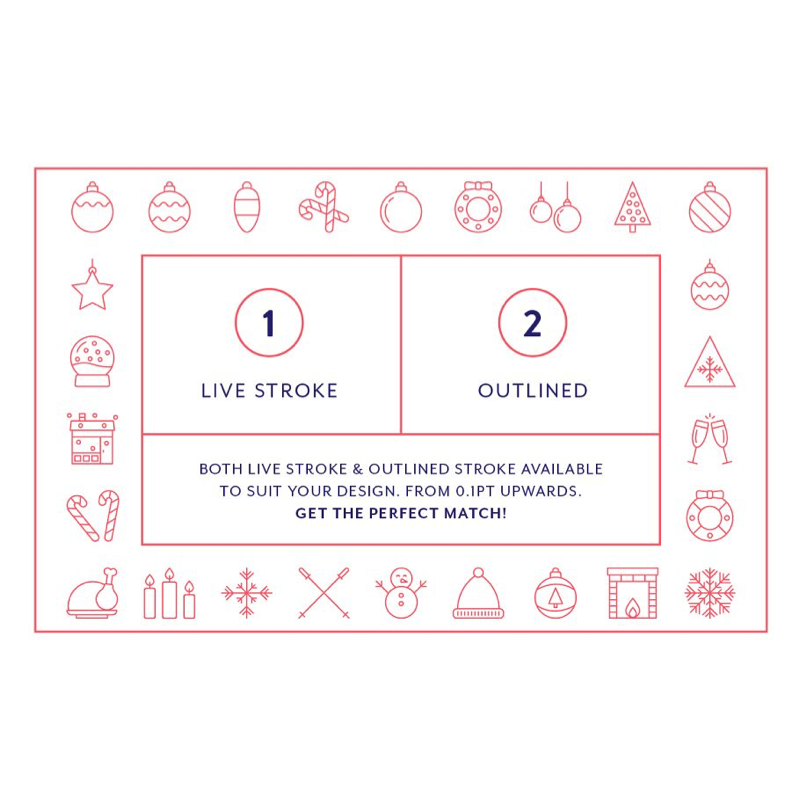 1
2
LIVE STROKE
OUTLINED
BOTH LIVE STROKE & OUTLINED STROKE AVAILABLE
TO SUIT YOUR DESIGN. FROM 0.1PT UPWARDS.
GET THE PERFECT MATCH!